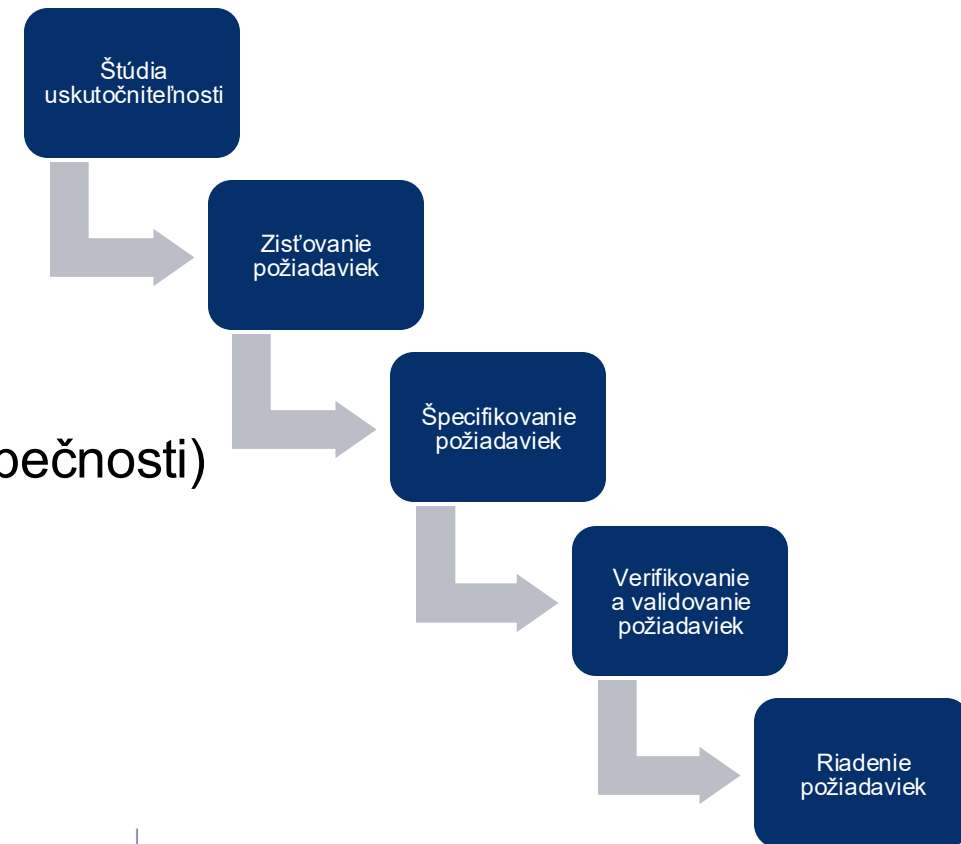 Štúdia
uskutočniteľnosti
Zisťovanie
požiadaviek
Špecifikovanie
požiadaviek
pečnosti)
Verifikovanie
a validovanie
požiadaviek
Riadenie
požiadaviek